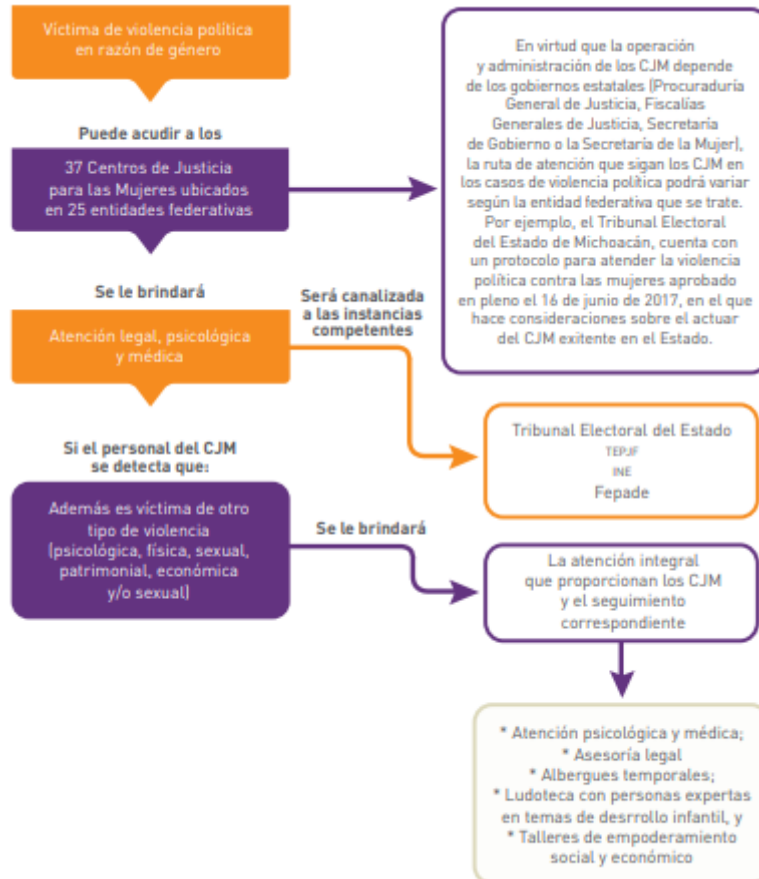 Víctima de violencia política
en razón de género
Puede acudir a los
37 Centros de Justicia
para las Mujeres ubicados
en 25 entidades federativas
En virtud que la operación
y administración de los CJM depende
de los gobiernos estatales (Procuraduría
General de Justicia, Fiscalías
Generales de Justicia, Secretaría
de Gobierno o la Secretaría de la Mujer),
la ruta de atención que sigan los CJM en
los casos de violencia política podrá variar
según la entidad federativa que se trate.
Por ejemplo, el Tribunal Electoral
del Estado de Michoacán, cuenta con
un protocolo para atender la violencia
política contra las mujeres aprobado
en pleno el 16 de junio de 2017, en el que
hace consideraciones sobre el actuar
del CJM exitente en el Estado.
Se le brindará
Atención legal, psicológica
y médica
Será canalizada
a las instancias
competentes
Tribunal Electoral del Estado
TEPJF
INE
Fepade
Si el personal del CJM
se detecta que:
Además es víctima de otro
tipo de violencia
(psicológica, física, sexual,
patrimonial, económica
y/o sexual)
Se le brindará
La atención integral
que proporcionan los CJM
y el seguimiento
correspondiente
* Atención psicológica y médica;
* Asesoría legal
* Albergues temporales;
* Ludoteca con personas expertas
en temas de desrrollo infantil, y
* Talleres de empoderamiento
social y económico